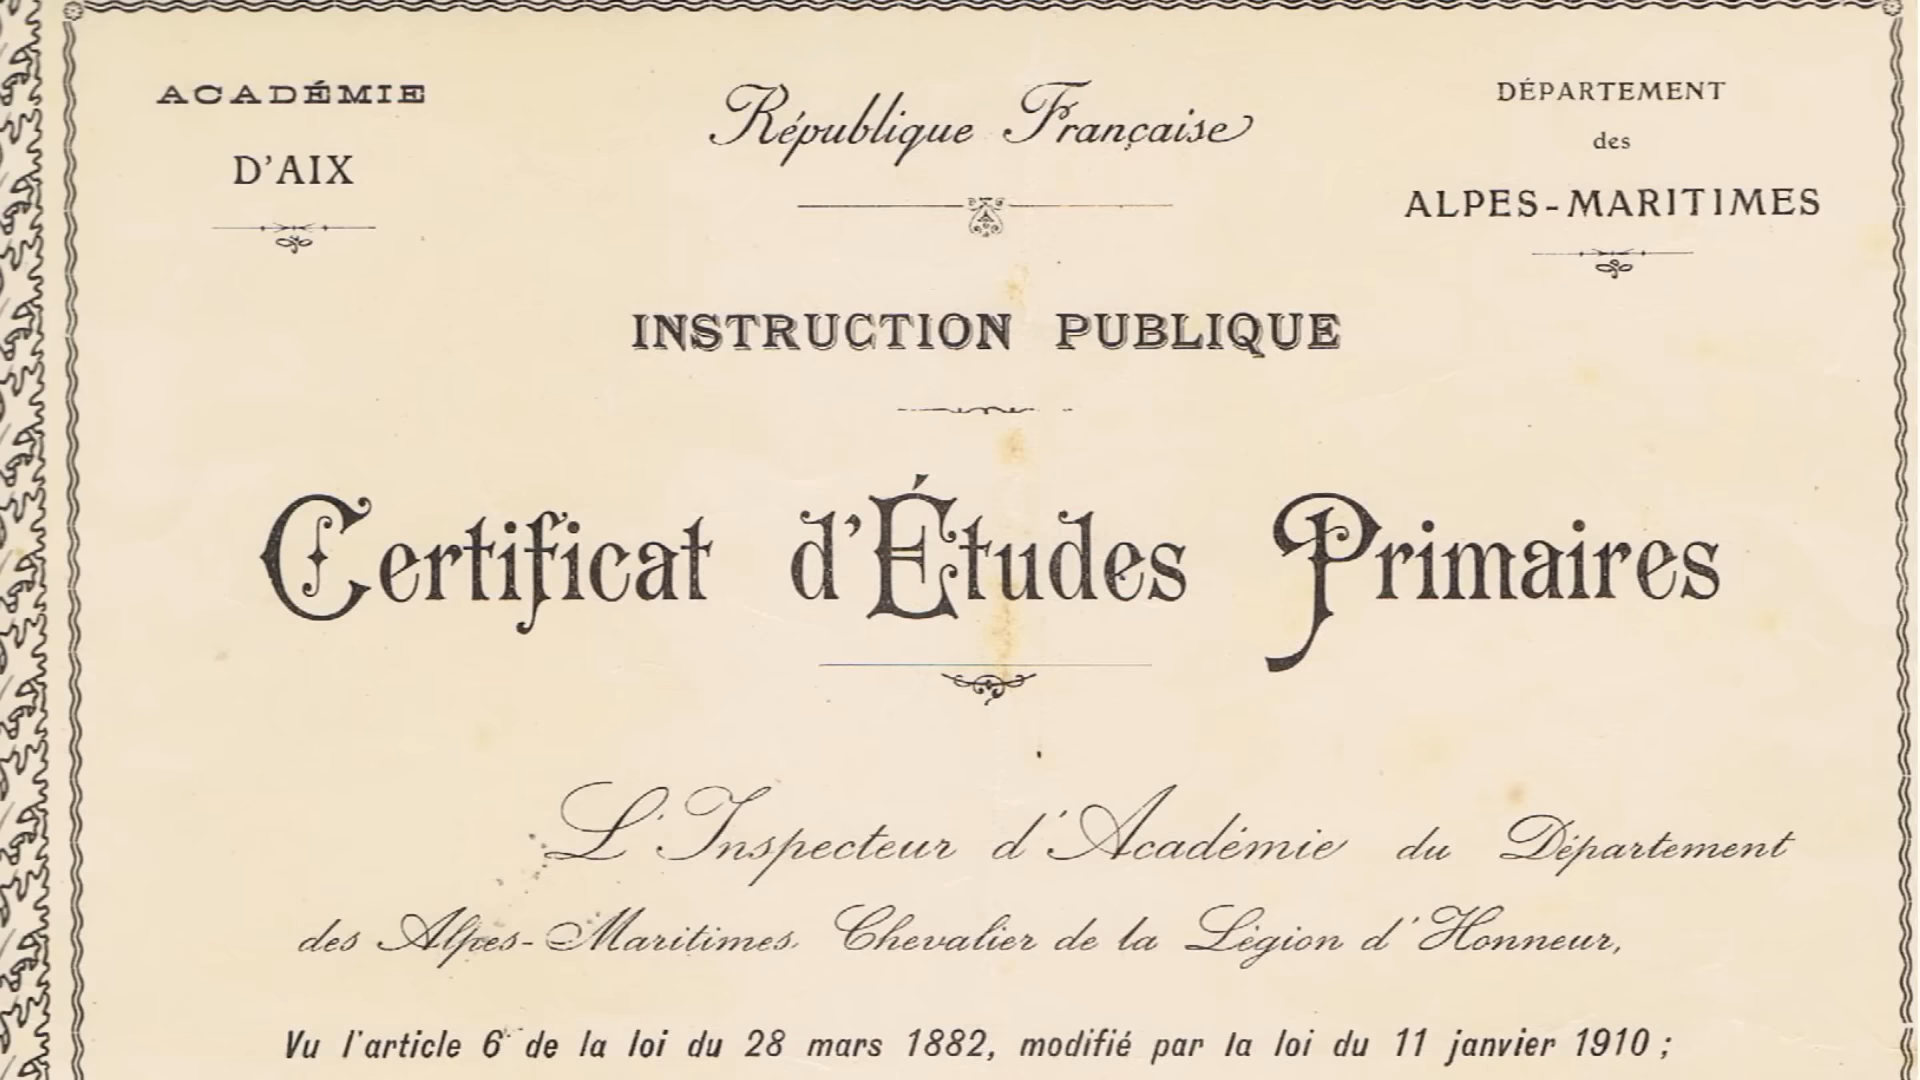 ACADÉMIE
D'AIX
République Française
DÉPARTEMENT
des
ALPES-MARITIMES
INSTRUCTION PUBLIQUE
Certificat d'Études Primaires
L'Inspecteur d'Académie du Département
des Alpes-Maritimes Chevalier de la Légion d'Honneur,
Vu l'article 6 de la loi du 28 mars 1882, modifié par la loi du 11 janvier 1910 ;